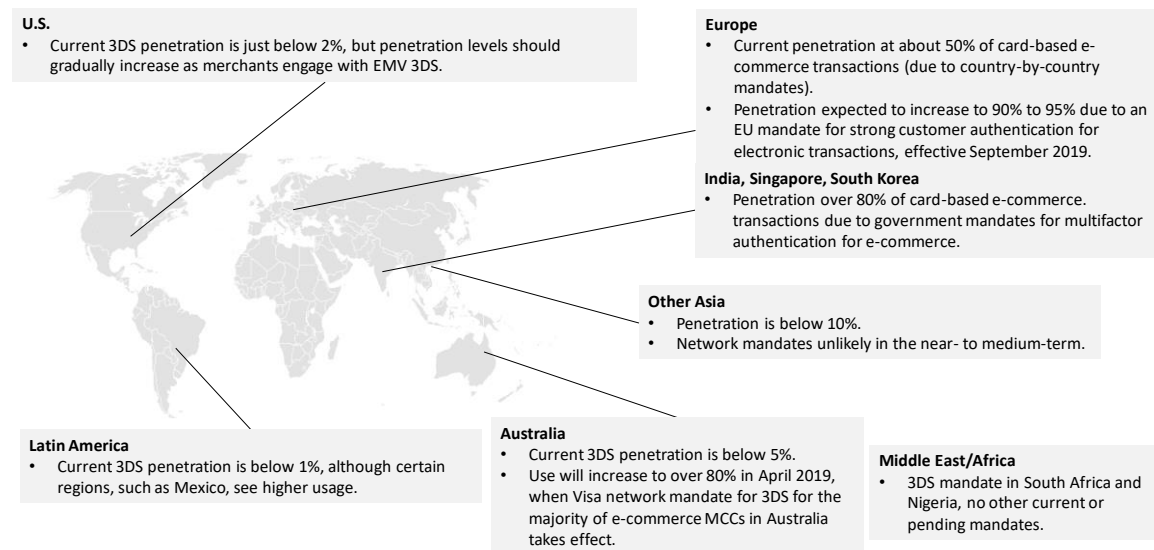 U.S.
• Current 3DS penetration is just below 2%, but penetration levels should
gradually increase as merchants engage with EMV 3DS.
Europe
• Current penetration at about 50% of card-based e-
commerce transactions (due to country-by-country
mandates).
• Penetration expected to increase to 90% to 95% due to an
EU mandate for strong customer authentication for
electronic transactions, effective September 2019.
India, Singapore, South Korea
• Penetration over 80% of card-based e-commerce.
transactions due to government mandates for multifactor
authentication for e-commerce.
Other Asia
• Penetration is below 10%.
• Network mandates unlikely in the near- to medium-term.
Latin America
• Current 3DS penetration is below 1%, although certain
regions, such as Mexico, see higher usage.
Australia
• Current 3DS penetration is below 5%.
• Use will increase to over 80% in April 2019,
when Visa network mandate for 3DS for the
majority of e-commerce MCCs in Australia
takes effect.
Middle East/Africa
• 3DS mandate in South Africa and
Nigeria, no other current or
pending mandates.